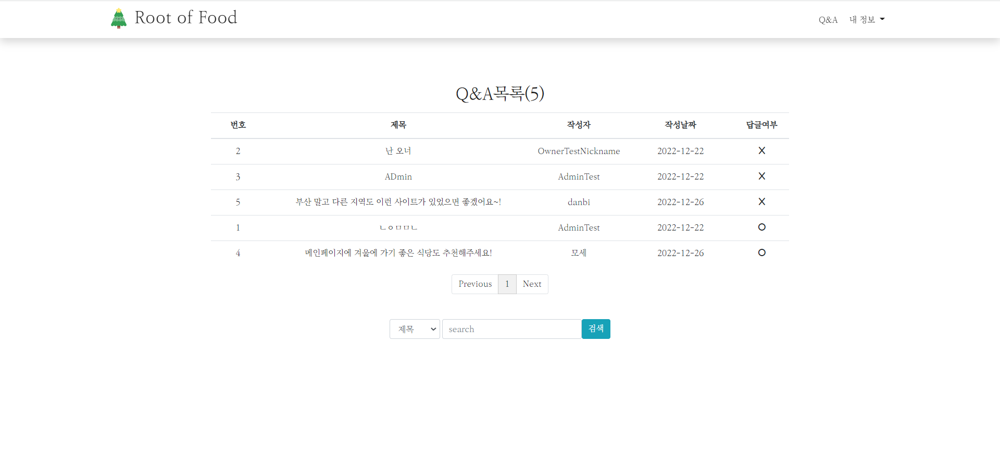 Root of Food
Q&A 내 정보
Q&A목록(5)
번호 제목 작성자 작성날짜 답글여부
2 난 오너 OwnerTestNickname 2022-12-22 X
3 ADmin AdminTest 2022-12-22 X
5 부산 말고 다른 지역도 이런 사이트가 있었으면 좋겠어요~! danbi 2022-12-26 X
1 ㄴㅇㅁㅁㄴ AdminTest 2022-12-22 O
4 메인페이지에 겨울에 가기 좋은 식당도 추천해주세요! 모세 2022-12-26 O
Previous 1 Next
제목 search 검색